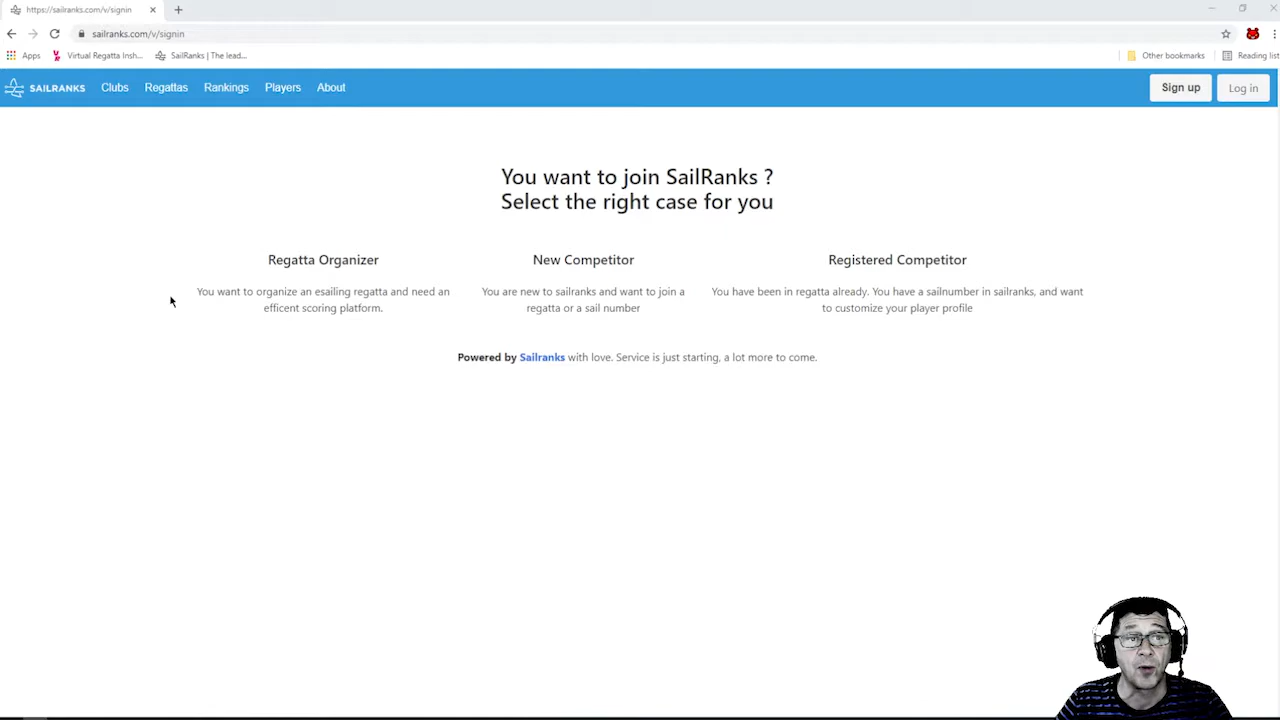 https://sailranks.com/v/signin
sailranks.com/v/signin
Apps Virtual Regatta Insh... SailRanks | The lead... Other bookmarks Reading list
SAILRANKS Clubs Regattas Rankings Players About Sign up Log in
You want to join SailRanks ?
Select the right case for you
Regatta Organizer
You want to organize an esailing regatta and need an
efficent scoring platform.
New Competitor
You are new to sailranks and want to join a
regatta or a sail number
Registered Competitor
You have been in regatta already. You have a sailnumber in sailranks, and want
to customize your player profile
Powered by Sailranks with love. Service is just starting, a lot more to come.